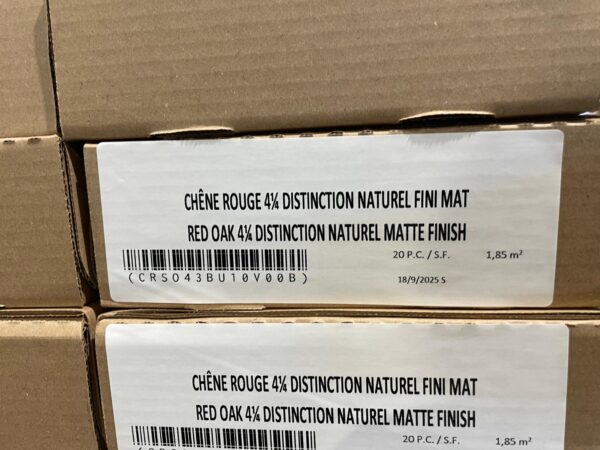 CHÊNE ROUGE 4¼ DISTINCTION NATUREL FINI MAT
RED OAK 4¼ DISTINCTION NATUREL MATTE FINISH
20 P.C. / S.F. 1,85 m²
(CRSO43BU10V00B) 18/9/2025 S
CHÊNE ROUGE 4¼ DISTINCTION NATUREL FINI MAT
RED OAK 4¼ DISTINCTION NATUREL MATTE FINISH
20 P.C. / S.F. 1,85 m²